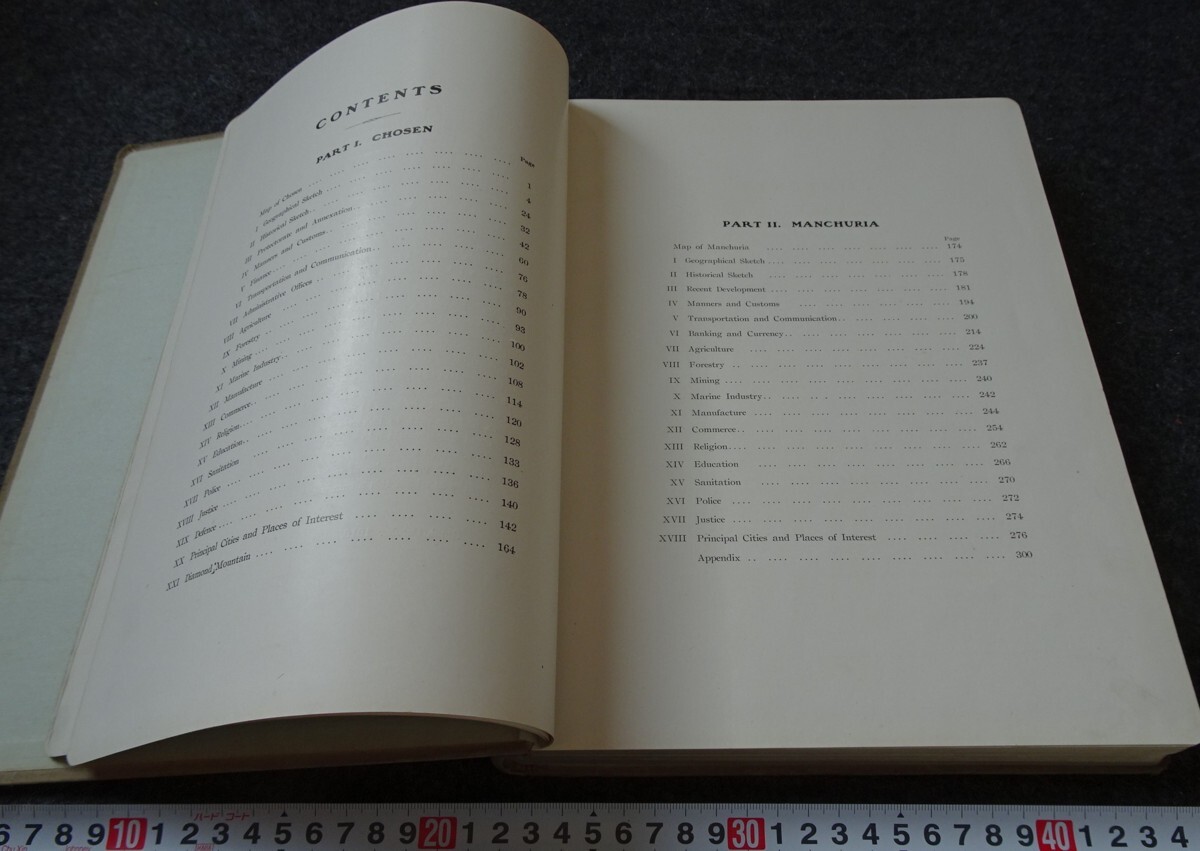 CONTENTS
PART I. CHOSEN
Page
Map of Chosen .... .... .... .... .... .... ....
I Geographical Sketch .... .... .... .... .... .... 1
II Historical Sketch .... .... .... .... .... .... 4
III Protectorate and Annexation.. .... .... .... .... 24
IV Manners and Customs.. .... .... .... .... .... 32
V Finance.... .... .... .... .... .... .... 42
VI Transportation and Communication.. .... .... .... 60
VII Administrative Offices .... .... .... .... .... 76
VIII Agriculture .... .... .... .... .... .... 78
IX Forestry .... .... .... .... .... .... .... 90
X Mining .... .... .... .... .... .... .... 93
XI Marine Industry.. .... .... .... .... .... .... 100
XII Manufacture .... .... .... .... .... .... .... 102
XIII Commerce.. .... .... .... .... .... .... 108
XIV Religion.... .... .... .... .... .... .... 114
XV Education.. .... .... .... .... .... .... 120
XVI Sanitation .... .... .... .... .... .... 128
XVII Police .... .... .... .... .... .... .... 133
XVIII Justice .... .... .... .... .... .... .... 136
XIX Defence .... .... .... .... .... .... .... 140
XX Principal Cities and Places of Interest .... .... .... .... 142
XXI Diamond Mountain .... .... .... .... .... .... 164
PART II. MANCHURIA
Page
Map of Manchuria .... .... .... .... .... .... 174
I Geographical Sketch .... .... .... .... .... .... 175
II Historical Sketch .... .... .... .... .... .... 178
III Recent Development .... .... .... .... .... .... 181
IV Manners and Customs .... .... .... .... .... 194
V Transportation and Communication.. .... .... .... .... 200
VI Banking and Currency.. .... .... .... .... .... 214
VII Agriculture .... .... .... .... .... .... .... 224
VIII Forestry .. .... .... .... .... .... .... 237
IX Mining .... .... .... .... .... .... .... 240
X Marine Industry.. .... .. .. .... .... .... .... 242
XI Manufacture .... .... .... .... .... .... .... 244
XII Commerce.. .... .... .... .... .... .... 254
XIII Religion.... .... .... .... .... .... .... 262
XIV Education .... .... .... .... .... .... .... 266
XV Sanitation .... .... .... .... .... .... .... 270
XVI Police .... .... .... .... .... .... .... 272
XVII Justice .... .... .... .... .... .... .... 274
XVIII Principal Cities and Places of Interest .... .... .... .... 276
Appendix .. .... .... .... .... .... .... 300
ハード コート
6 7 8 9 10 1 2 3 4 5 6 7 8 9 20 1 2 3 4 5 6 7 8 9 30 1 2 3 4 5 6 7 8 9 40 1 2 3 4